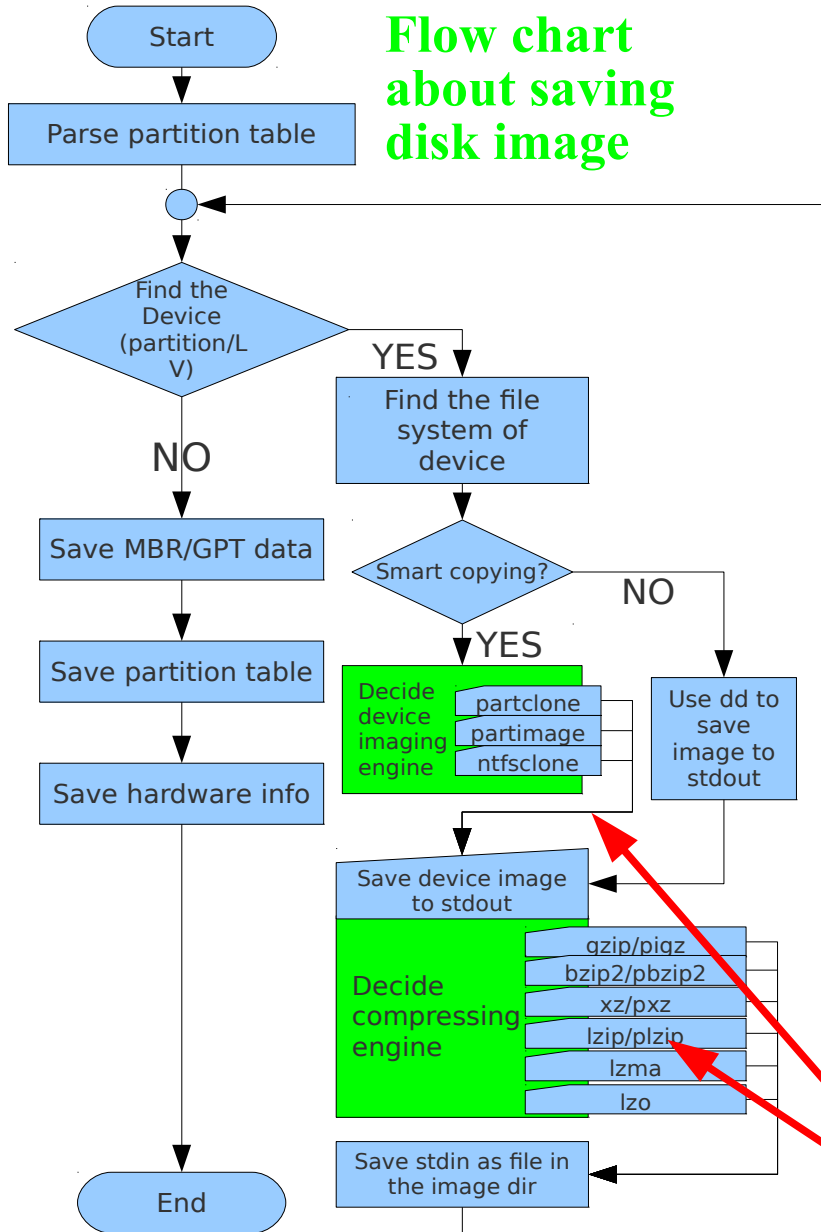 Start
Flow chart
about saving
disk image
Parse partition table
Find the
Device
(partition/L
V)
YES
NO
Find the file
system of
device
Save MBR/GPT data
Smart copying?
NO
YES
Save partition table
Decide
device
imaging
engine
partclone
partimage
ntfsclone
Use dd to
save
image to
stdout
Save hardware info
Save device image
to stdout
Decide
compressing
engine
gzip/pigz
bzip2/pbzip2
xz/pxz
lzip/plzip
lzma
lzo
Save stdin as file in
the image dir
End